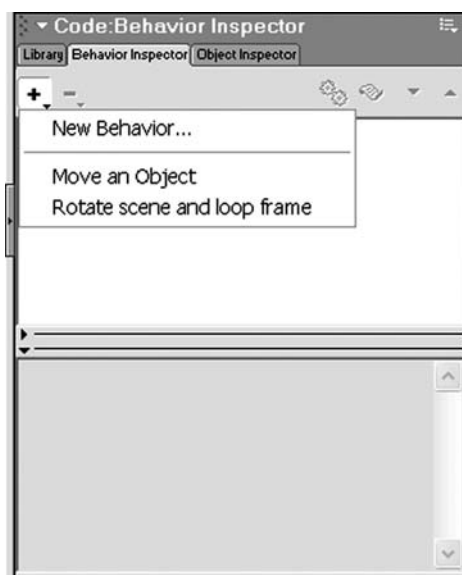 Code:Behavior Inspector
Library Behavior Inspector Object Inspector
New Behavior...
Move an Object
Rotate scene and loop frame